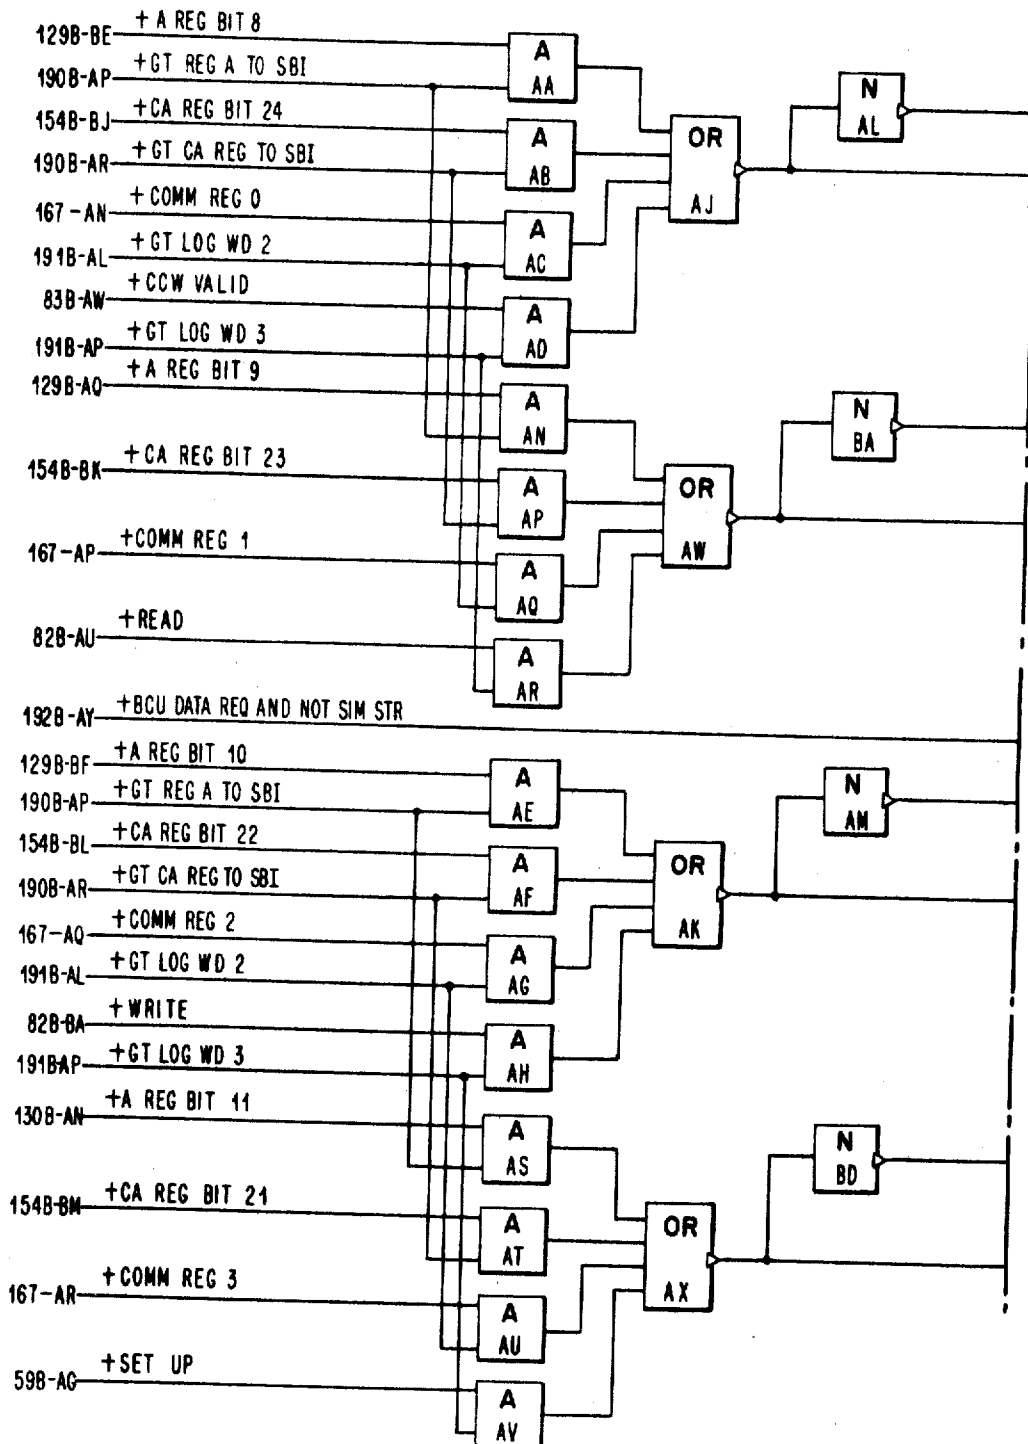 129B-BE +A REG BIT 8
190B-AP +GT REG A TO SBI
154B-BJ +CA REG BIT 24
190B-AR +GT CA REG TO SBI
167-AN +COMM REG 0
191B-AL +GT LOG WD 2
83B-AW +CCW VALID
191B-AP +GT LOG WD 3
129B-AQ +A REG BIT 9
154B-BK +CA REG BIT 23
167-AP +COMM REG 1
82B-AU +READ
192B-AY +BCU DATA REQ AND NOT SIM STR
129B-BF +A REG BIT 10
190B-AP +GT REG A TO SBI
154B-BL +CA REG BIT 22
190B-AR +GT CA REG TO SBI
167-AQ +COMM REG 2
191B-AL +GT LOG WD 2
82B-BA +WRITE
191B-AP +GT LOG WD 3
130B-AN +A REG BIT 11
154B-BM +CA REG BIT 21
167-AR +COMM REG 3
59B-AG +SET UP
A
AA
A
AB
A
AC
A
AD
A
AN
A
AP
A
AQ
A
AR
A
AE
A
AF
A
AG
A
AH
A
AS
A
AT
A
AU
A
AV
OR
AJ
OR
AW
OR
AK
OR
AX
N
AL
N
BA
N
AM
N
BD